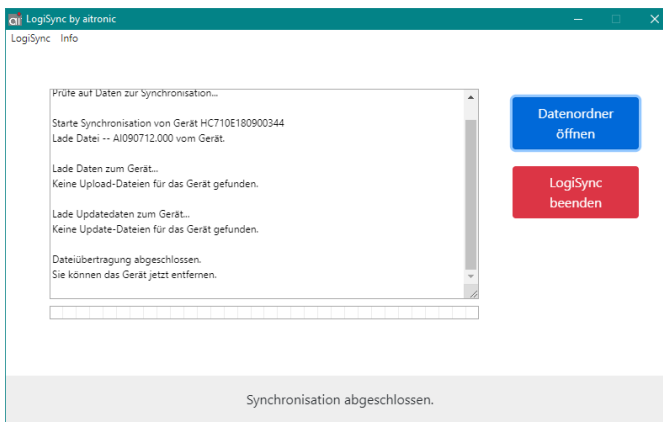 ai LogiSync by aitronic
LogiSync Info
Prüfe auf Daten zur Synchronisation...
Starte Synchronisation von Gerät HC710E180900344
Lade Datei -- AI090712.000 vom Gerät.
Lade Daten zum Gerät...
Keine Upload-Dateien für das Gerät gefunden.
Lade Updatedaten zum Gerät...
Keine Update-Dateien für das Gerät gefunden.
Dateiübertragung abgeschlossen.
Sie können das Gerät jetzt entfernen.
Datenordner
öffnen
LogiSync
beenden
Synchronisation abgeschlossen.